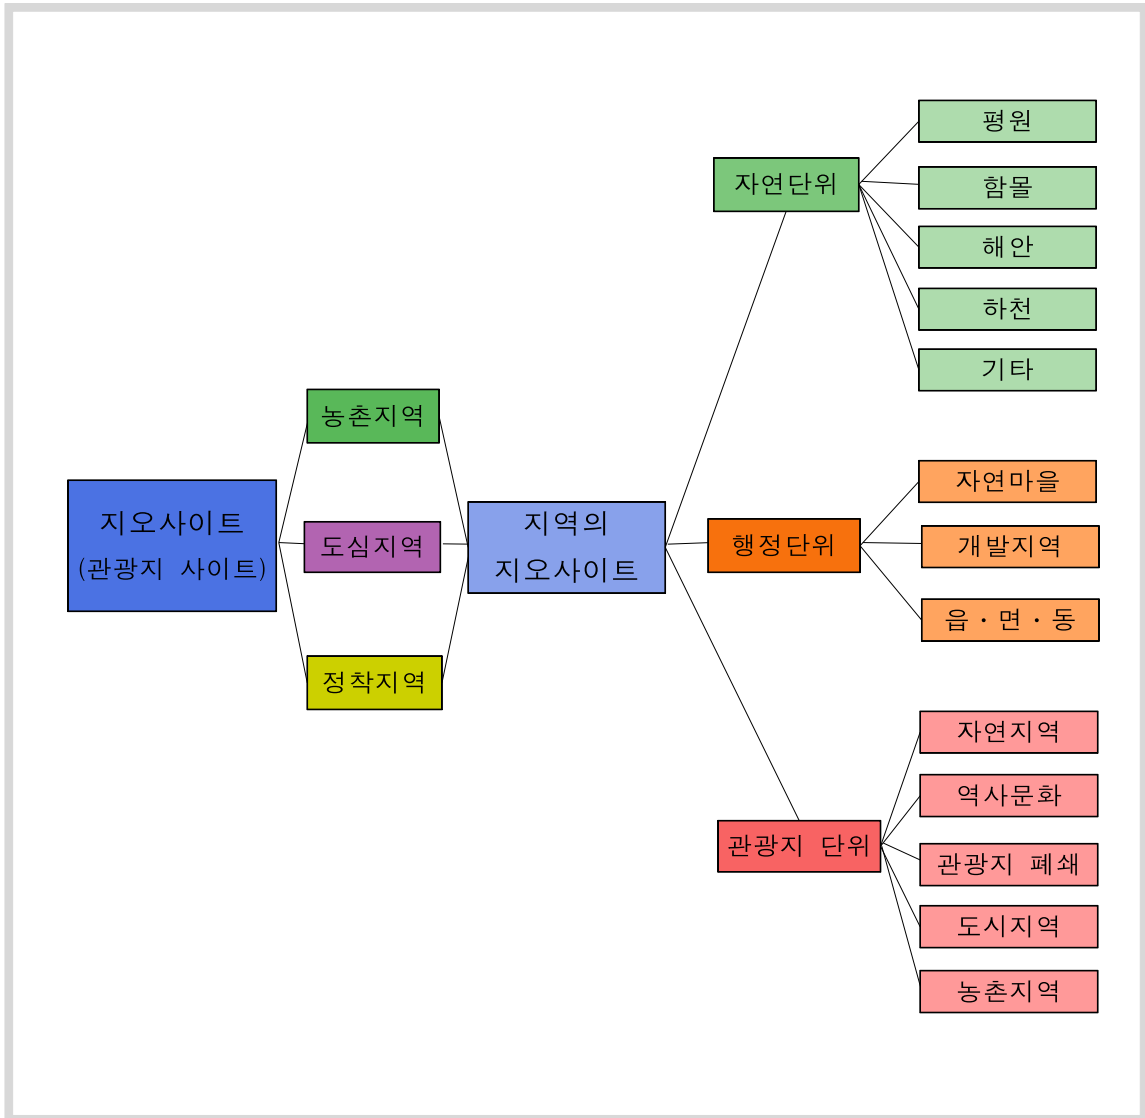 지오사이트
(관광지 사이트)
농촌지역
도심지역
정착지역
지역의
지오사이트
자연단위
평원
함몰
해안
하천
기타
행정단위
자연마을
개발지역
읍·면·동
관광지 단위
자연지역
역사문화
관광지 폐쇄
도시지역
농촌지역